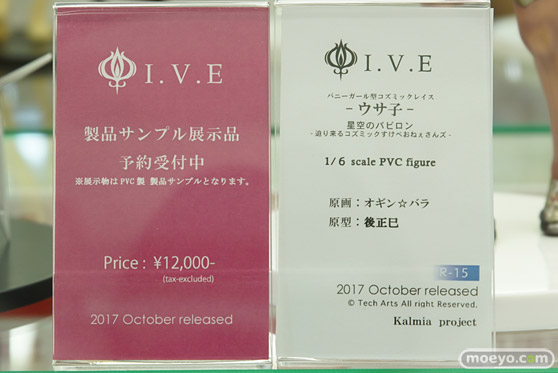 I.V.E
製品サンプル展示品
予約受付中
※展示物はPVC製 製品サンプルとなります。
Price : ¥12,000-
(tax-excluded)
2017 October released
I.V.E
バニーガール型コズミックレイス
- ウサ子 -
星空のバビロン
- 迫り来るコズミックすけべおねぇさんズ -
1/6 scale PVC figure
原画：オギン☆バラ
原型：後正巳
R-15
2017 October released
© Tech Arts All right Reserved.
Kalmia project
moeyo.com